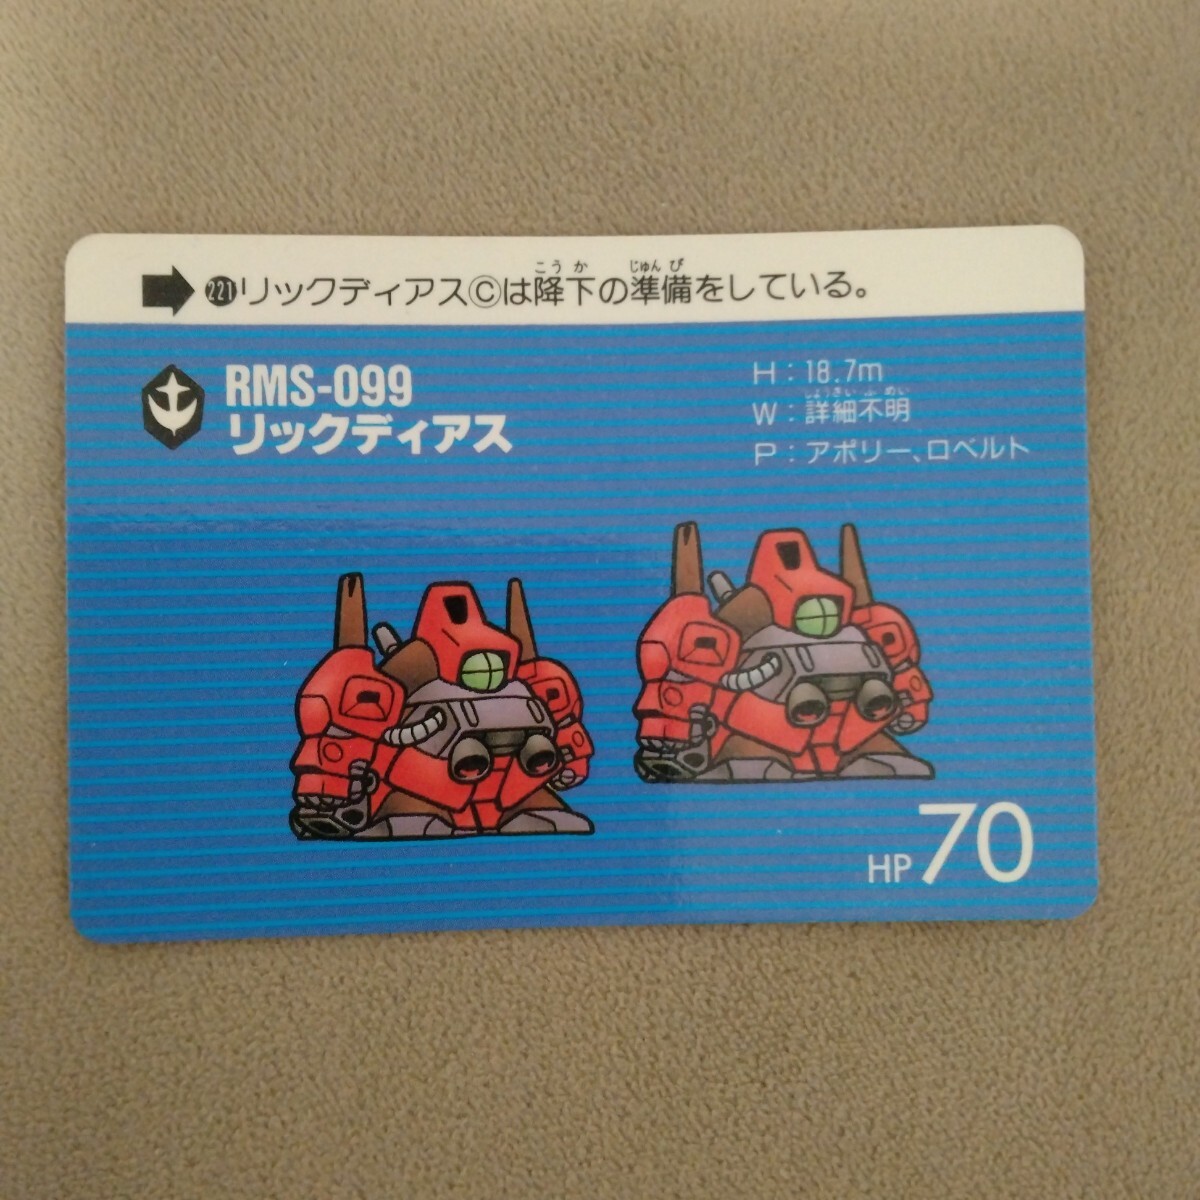 こうか じゅんび
➡ 221 リックディアスⒸは降下の準備をしている。
RMS-099
リックディアス
H：18.7m
しょうさいふめい
W：詳細不明
P：アポリー、ロベルト
HP 70